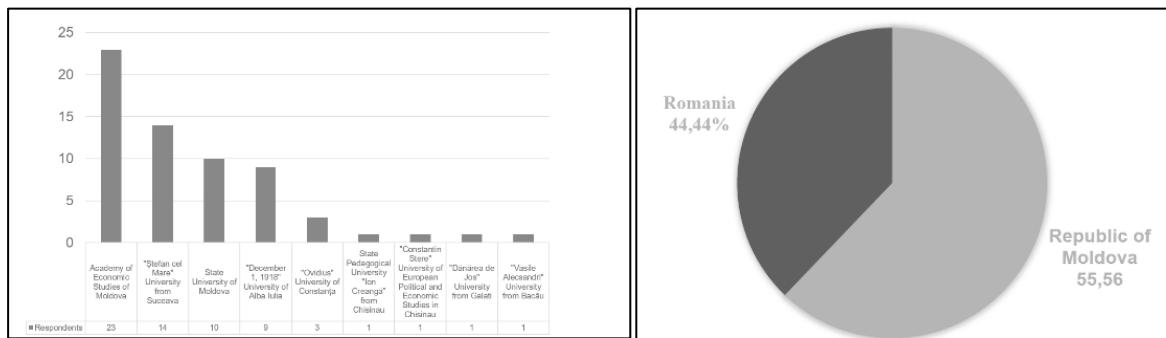 25
20
15
10
5
0
Academy of
Economic
Studies of
Moldova
"Ștefan cel
Mare"
University
from
Suceava
State
University of
Moldova
"December
1, 1918"
University of
Alba Iulia
"Ovidius"
University of
Constanța
State
Pedagogical
University
"Ion
Creangă"
from
Chisinau
"Constantin
Stere"
University of
European
Political and
Economic
Studies in
Chisinau
"Danărea de
Jos"
University
from Galati
"Vasile
Alecsandri"
University
from Bacău
Respondents 23 14 10 9 3 1 1 1 1
Romania
44,44%
Republic of
Moldova
55,56